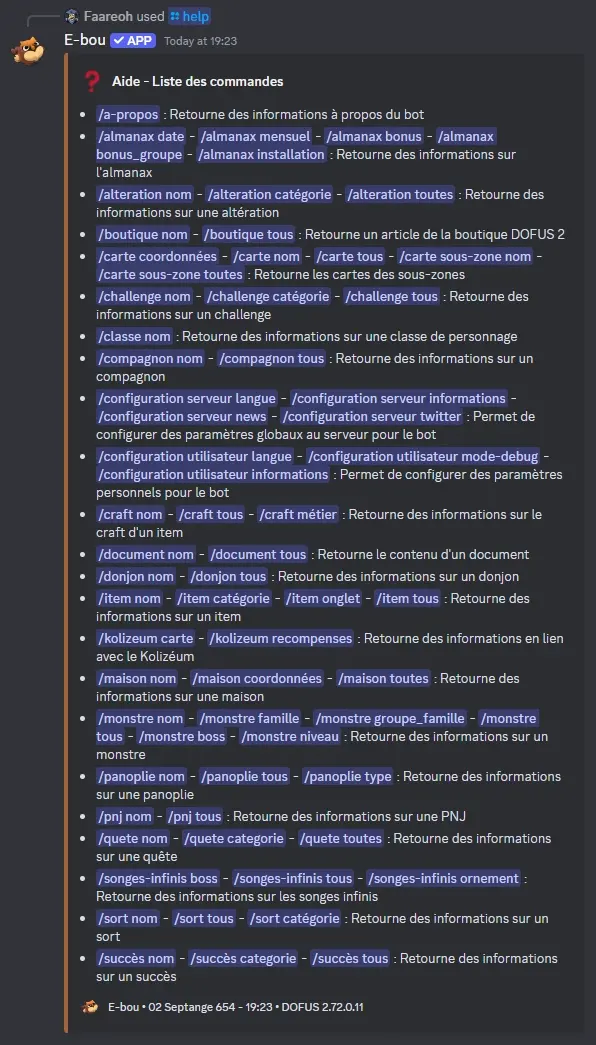 Faareoh used help
E-bou ✓ APP Today at 19:23
❓ Aide - Liste des commandes
• /a-propos : Retourne des informations à propos du bot
• /almanax date - /almanax mensuel - /almanax bonus - /almanax
bonus_groupe - /almanax installation : Retourne des informations sur
l'almanax
• /alteration nom - /alteration catégorie - /alteration toutes : Retourne des
informations sur une altération
• /boutique nom - /boutique tous : Retourne un article de la boutique DOFUS 2
• /carte coordonnées - /carte nom - /carte tous - /carte sous-zone nom -
/carte sous-zone toutes : Retourne les cartes des sous-zones
• /challenge nom - /challenge catégorie - /challenge tous : Retourne des
informations sur un challenge
• /classe nom : Retourne des informations sur une classe de personnage
• /compagnon nom - /compagnon tous : Retourne des informations sur un
compagnon
• /configuration serveur langue - /configuration serveur informations -
/configuration serveur news - /configuration serveur twitter : Permet de
configurer des paramètres globaux au serveur pour le bot
• /configuration utilisateur langue - /configuration utilisateur mode-debug -
/configuration utilisateur informations : Permet de configurer des paramètres
personnels pour le bot
• /craft nom - /craft tous - /craft métier : Retourne des informations sur le
craft d'un item
• /document nom - /document tous : Retourne le contenu d'un document
• /donjon nom - /donjon tous : Retourne des informations sur un donjon
• /item nom - /item catégorie - /item onglet - /item tous : Retourne des
informations sur un item
• /kolizeum carte - /kolizeum recompenses : Retourne des informations en lien
avec le Kolizéum
• /maison nom - /maison coordonnées - /maison toutes : Retourne des
informations sur une maison
• /monstre nom - /monstre famille - /monstre groupe_famille - /monstre
tous - /monstre boss - /monstre niveau : Retourne des informations sur un
monstre
• /panoplie nom - /panoplie tous - /panoplie type : Retourne des informations
sur une panoplie
• /pnj nom - /pnj tous : Retourne des informations sur une PNJ
• /quete nom - /quete categorie - /quete toutes : Retourne des informations
sur une quête
• /songes-infinis boss - /songes-infinis tous - /songes-infinis ornement :
Retourne des informations sur les songes infinis
• /sort nom - /sort tous - /sort catégorie : Retourne des informations sur un
sort
• /succès nom - /succès categorie - /succès tous : Retourne des informations
sur un succès
E-bou • 02 Septange 654 - 19:23 • DOFUS 2.72.0.11